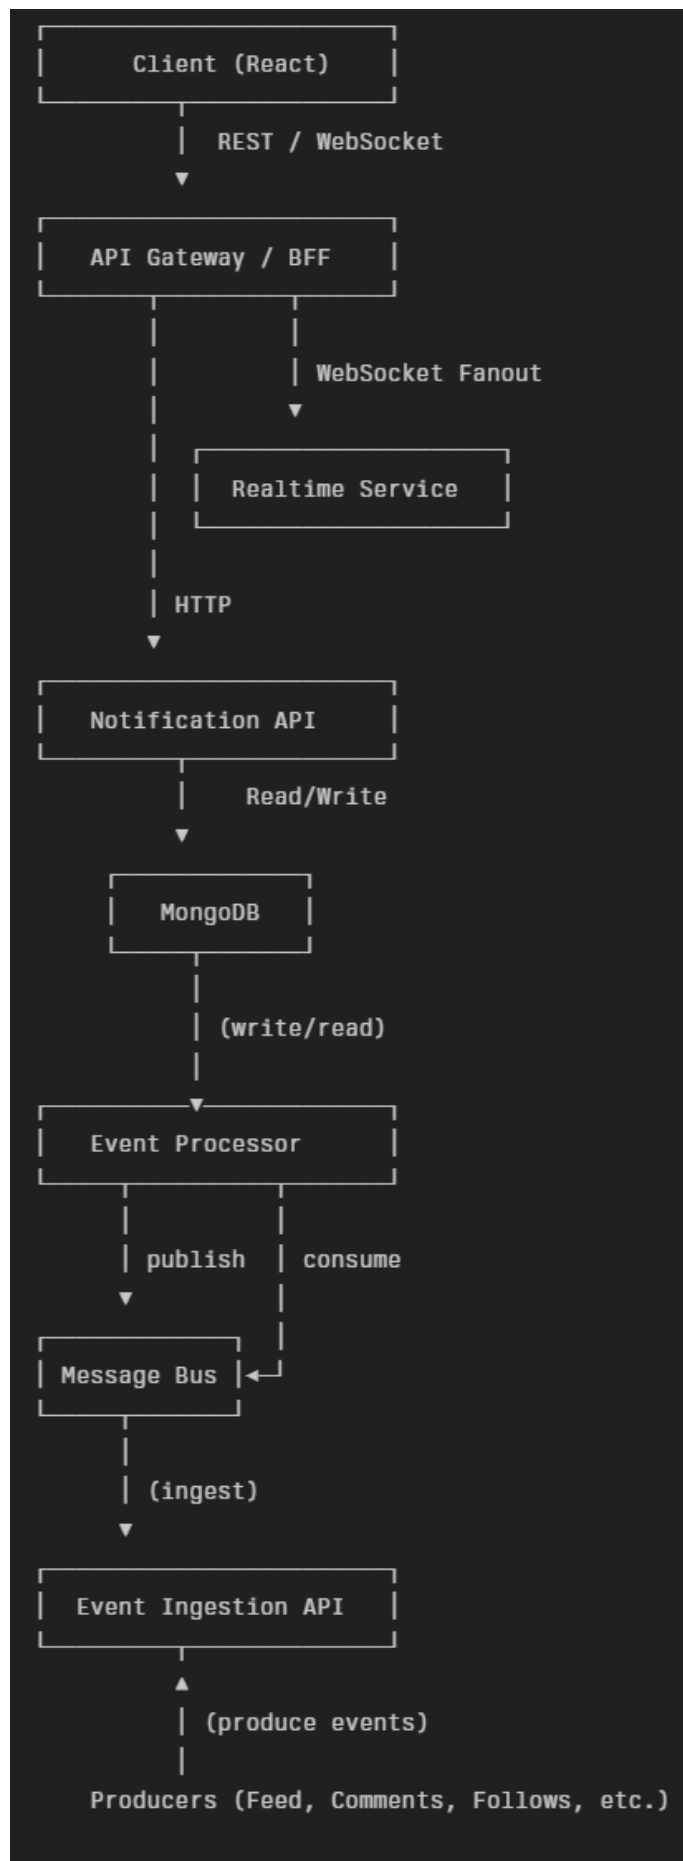 Client (React)
REST / WebSocket
API Gateway / BFF
WebSocket Fanout
Realtime Service
HTTP
Notification API
Read/Write
MongoDB
(write/read)
Event Processor
publish
consume
Message Bus
(ingest)
Event Ingestion API
(produce events)
Producers (Feed, Comments, Follows, etc.)